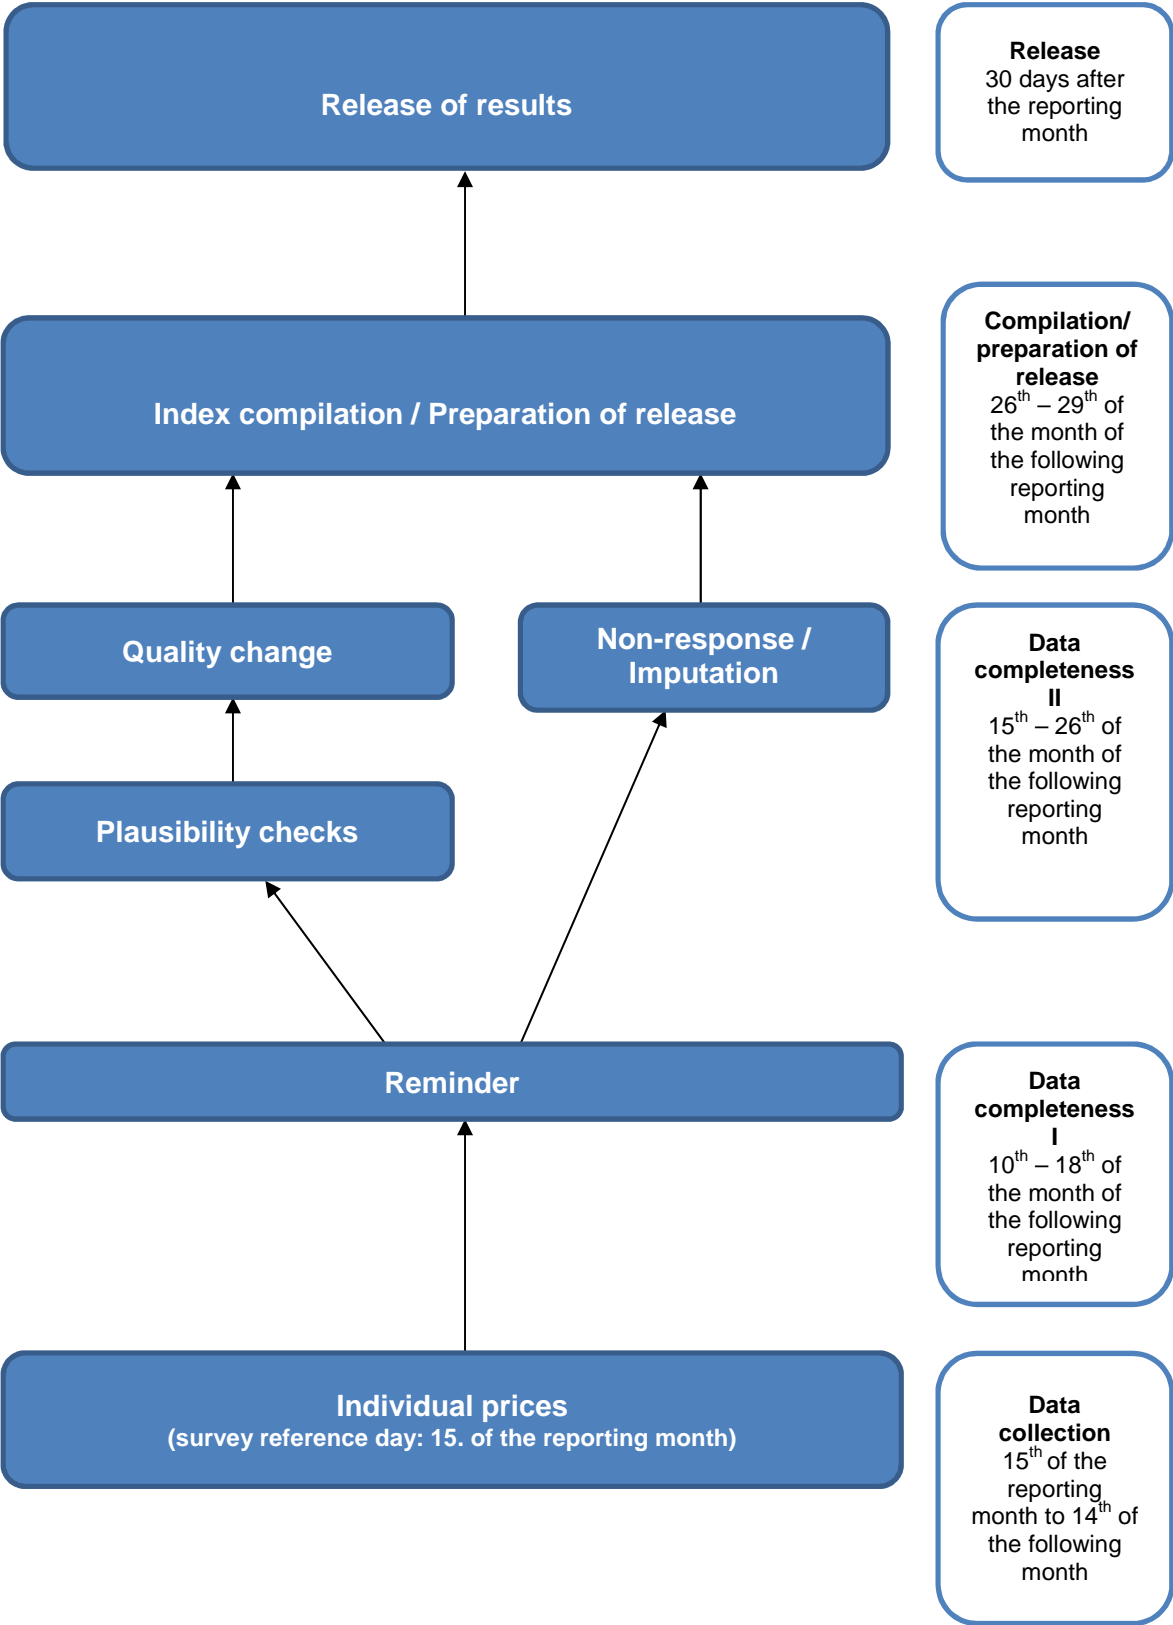 Release of results
Release
30 days after
the reporting
month
Index compilation / Preparation of release
Compilation/
preparation of
release
26th – 29th of
the month of
the following
reporting
month
Quality change
Non-response /
Imputation
Plausibility checks
Data
completeness
II
15th – 26th of
the month of
the following
reporting
month
Reminder
Data
completeness
I
10th – 18th of
the month of
the following
reporting
month
Individual prices
(survey reference day: 15. of the reporting month)
Data
collection
15th of the
reporting
month to 14th of
the following
month